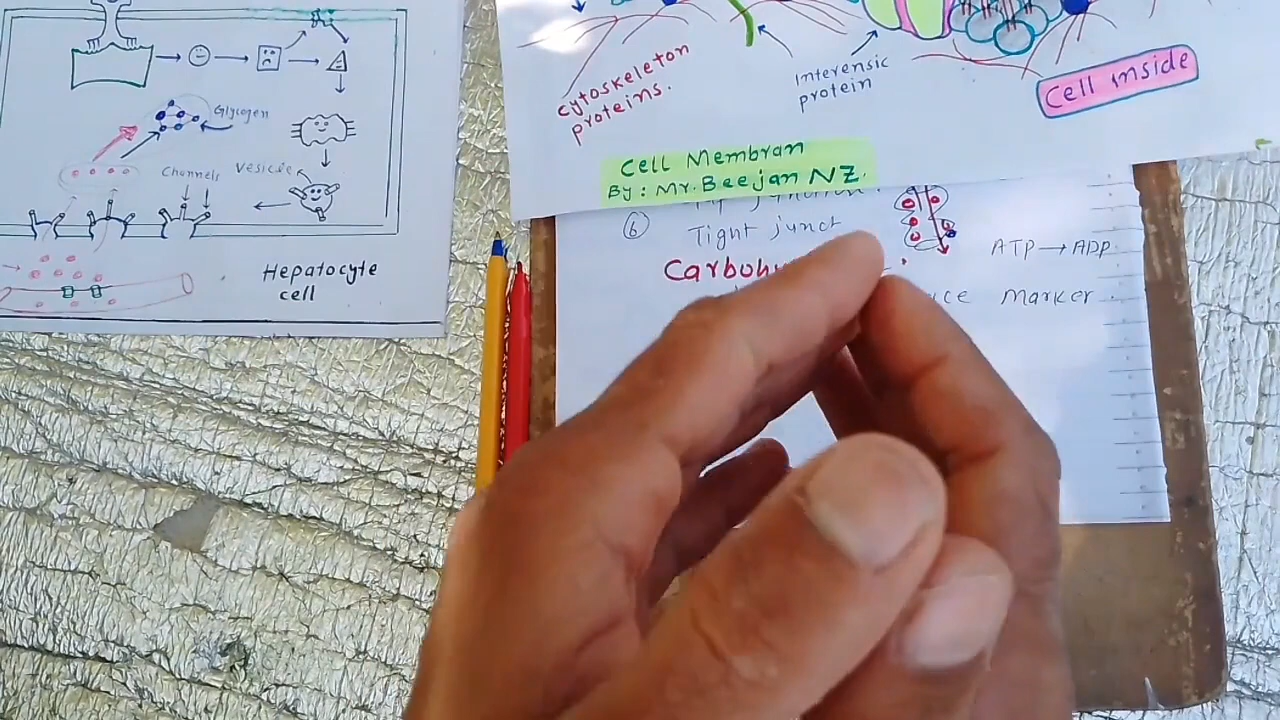 Glycogen
Channels
Vesicle
Hepatocyte
cell
cytoskeleton
proteins.
Interensic
protein
Cell inside
Cell Membran
By: Mr. Beejan NZ.
6
Tight junct
ATP → ADP
Marker.